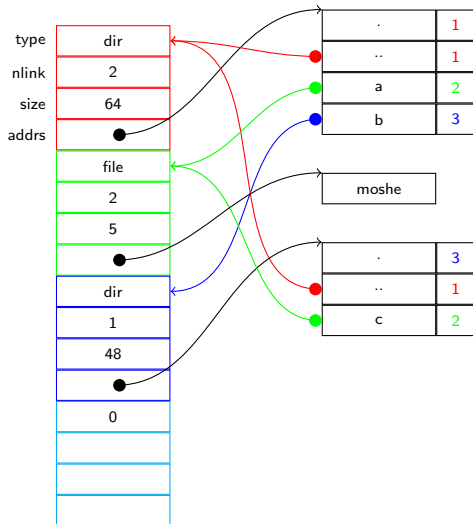 type dir
nlink 2
size 64
addrs
file
2
5
dir
1
48
0
. 1
.. 1
a 2
b 3
moshe
. 3
.. 1
c 2